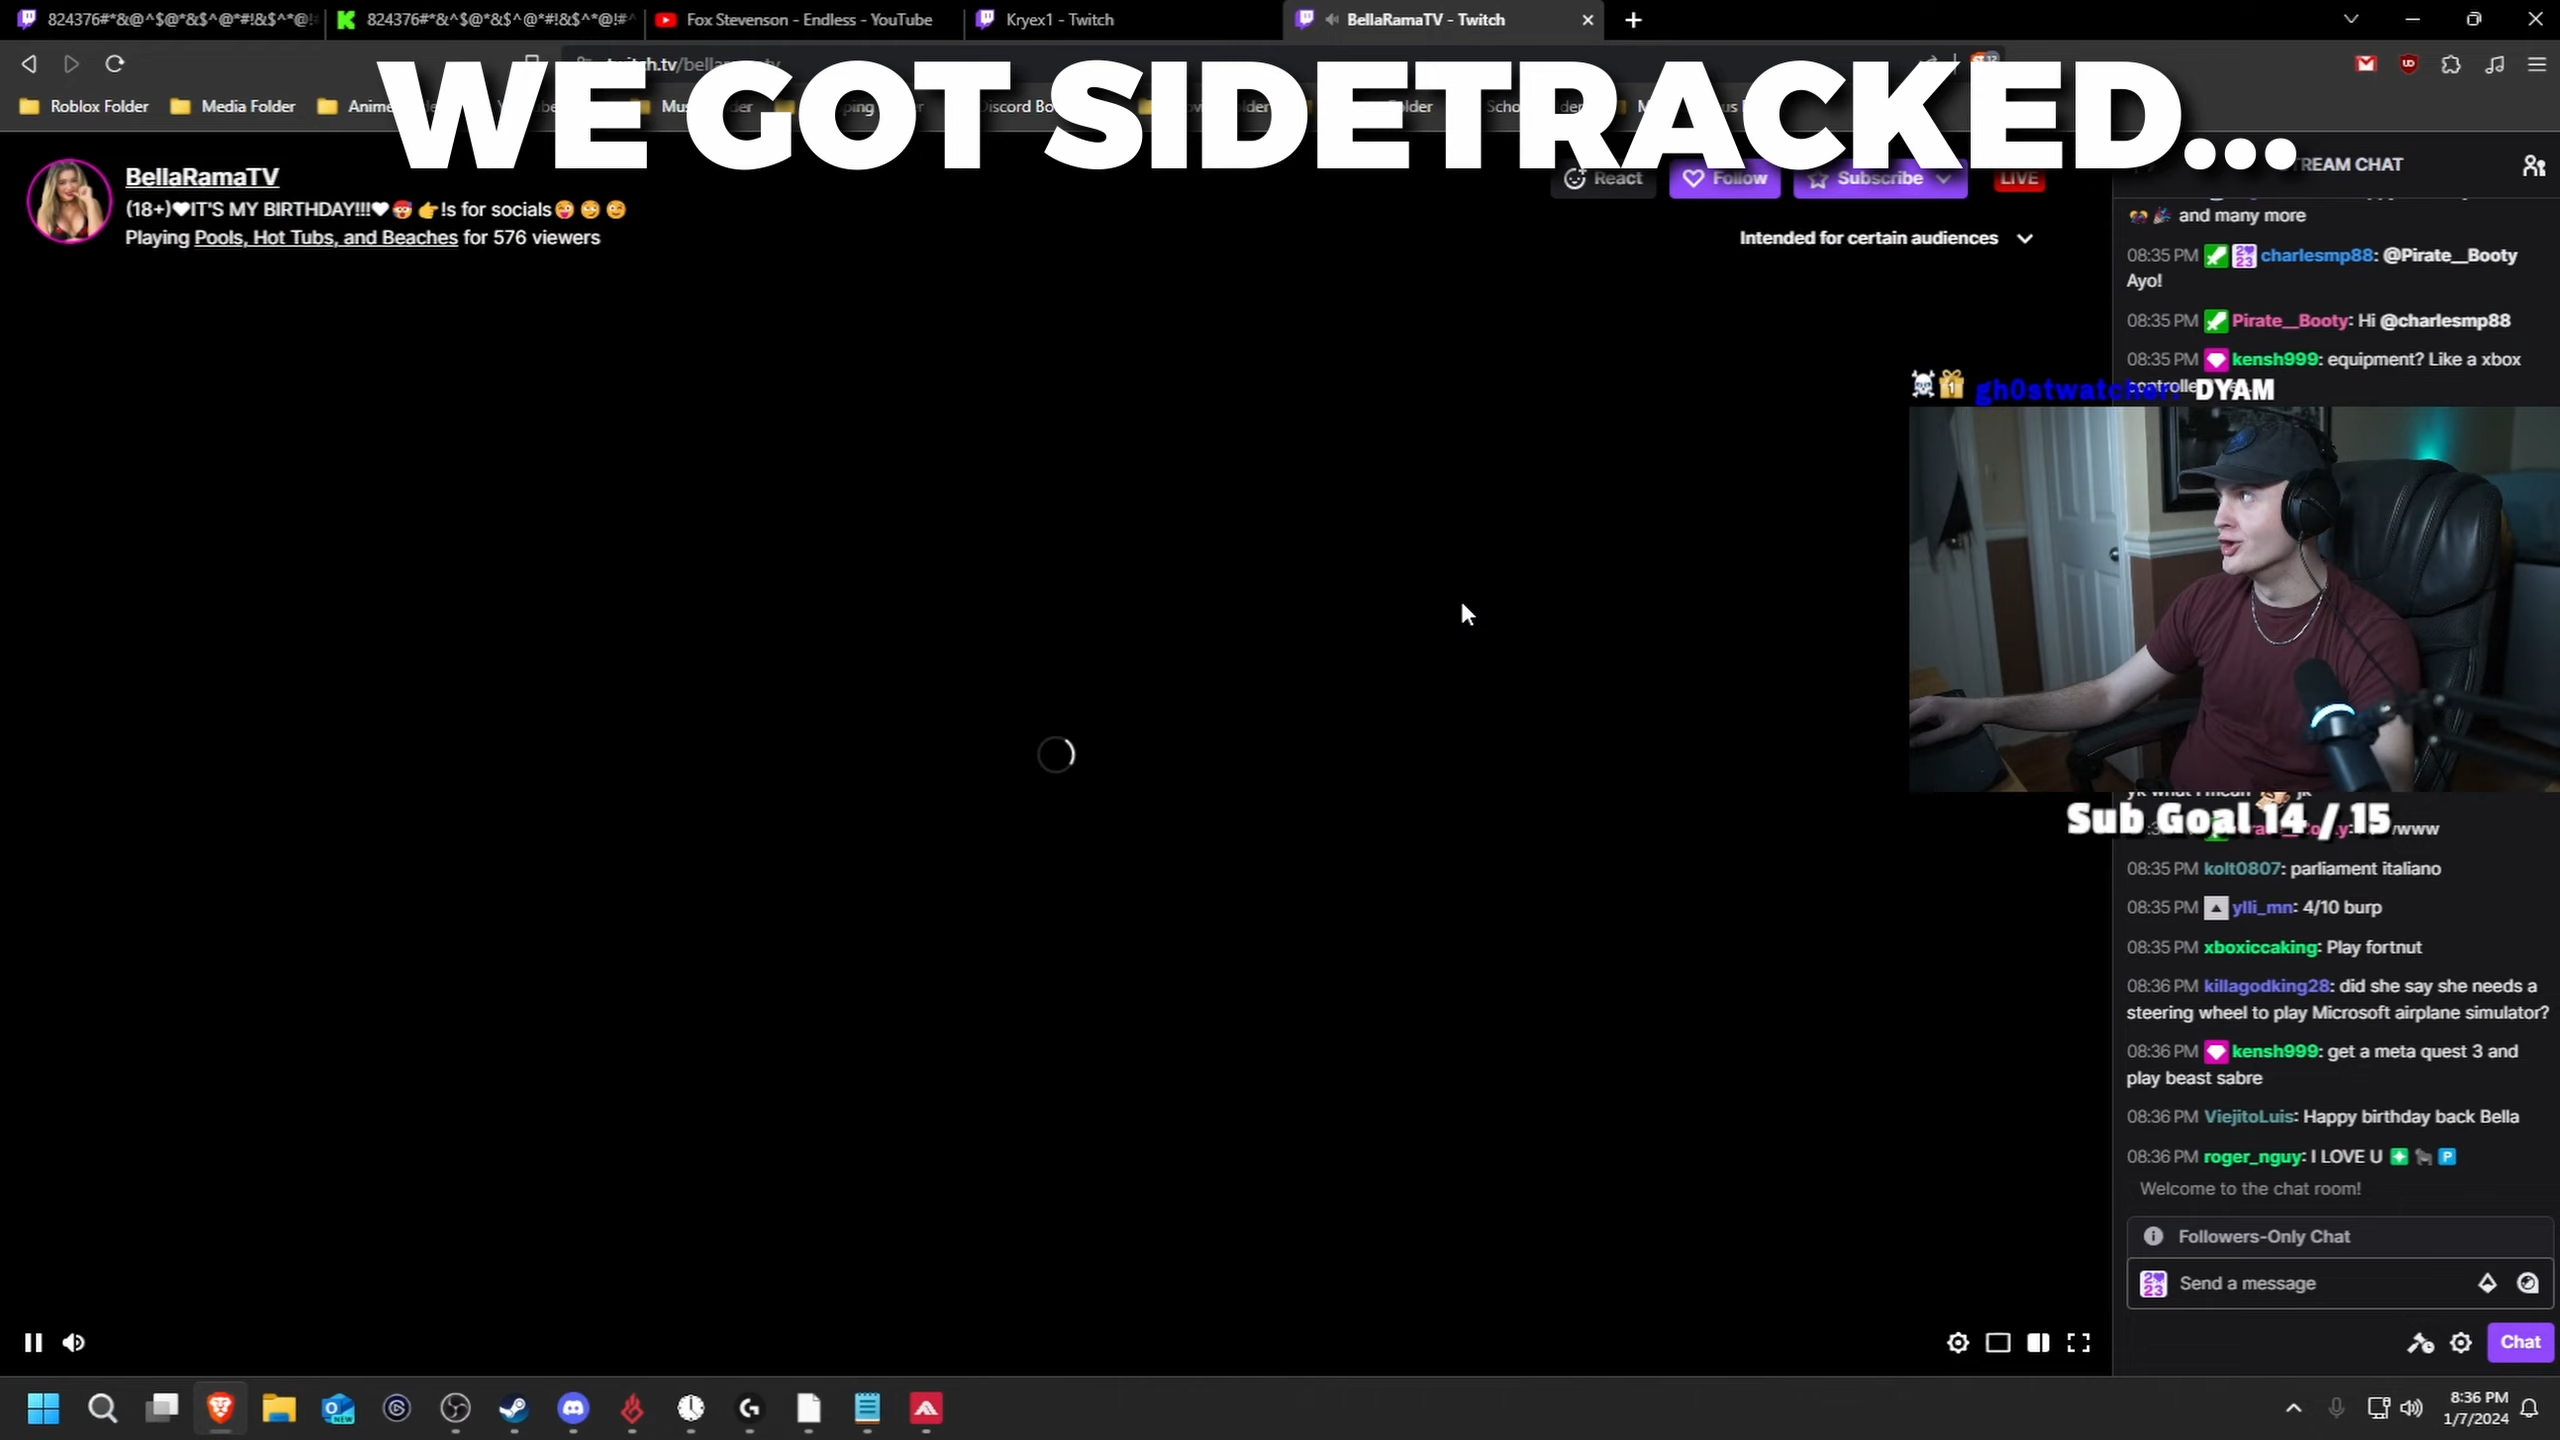 824376#*&@^$@*&$^@*#!&$^*@!
824376#*&^$@*&$^@*#!&$^*@!#^
Fox Stevenson - Endless - YouTube
Kryex1 - Twitch
BellaRamaTV - Twitch
WE GOT SIDETRACKED...
Roblox Folder
Media Folder
BellaRamaTV
(18+)❤IT'S MY BIRTHDAY!!!❤🥳 👉!s for socials😜 😏 😉
Playing Pools, Hot Tubs, and Beaches for 576 viewers
React
Follow
Subscribe
LIVE
Intended for certain audiences
and many more
08:35 PM charlesmp88: @Pirate__Booty
Ayo!
08:35 PM Pirate__Booty: Hi @charlesmp88
08:35 PM kensh999: equipment? Like a xbox
gh0stwatcher: DYAM
Sub Goal 14 / 15
08:35 PM kolt0807: parliament italiano
08:35 PM ylli_mn: 4/10 burp
xboxiccaking: Play fortnut
08:36 PM killagodking28: did she say she needs a
steering wheel to play Microsoft airplane simulator?
08:36 PM kensh999: get a meta quest 3 and
play beast sabre
08:36 PM ViejitoLuis: Happy birthday back Bella
08:36 PM roger_nguy: I LOVE U
Welcome to the chat room!
Followers-Only Chat
Send a message
Chat
8:36 PM
1/7/2024